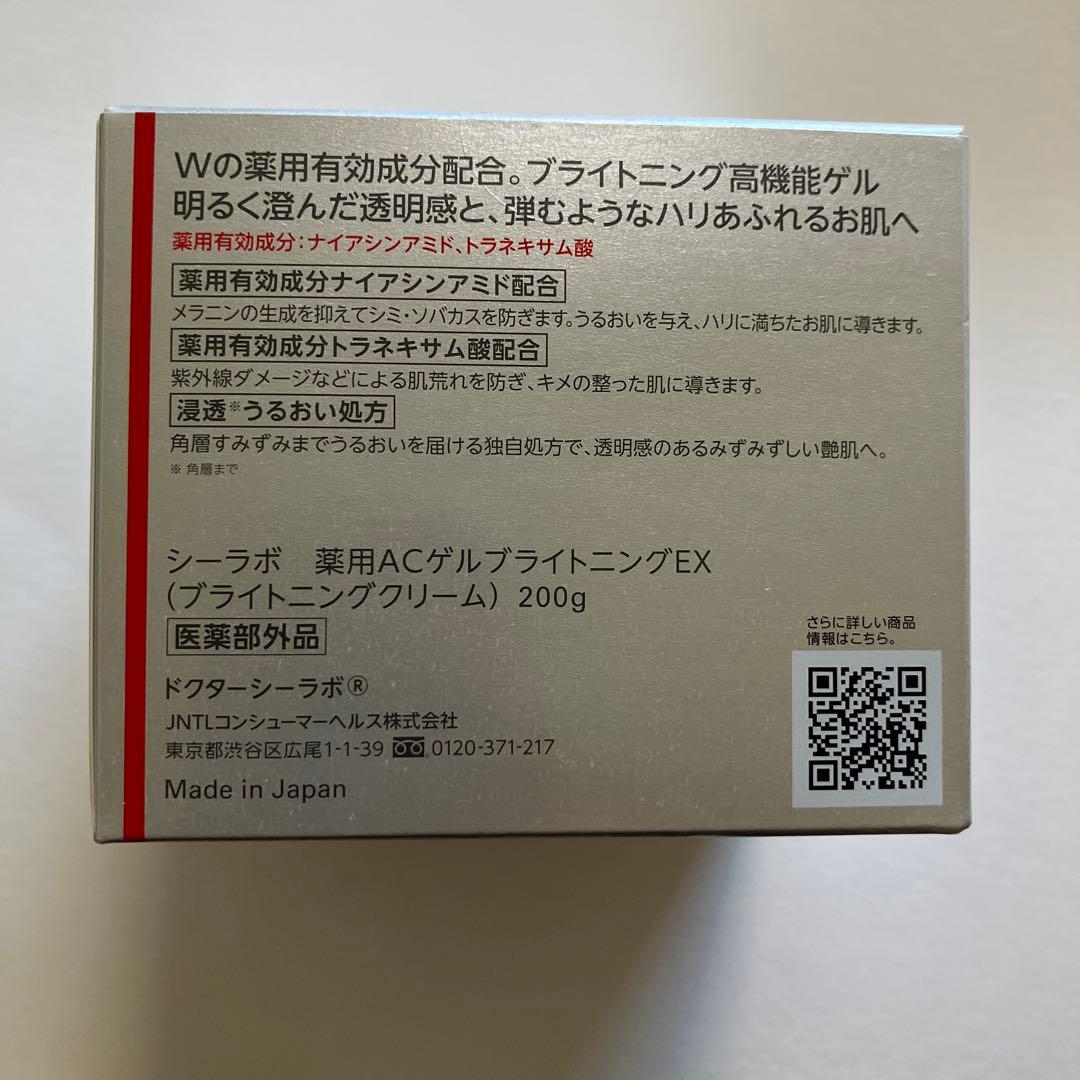 Wの薬用有効成分配合。ブライトニング高機能ゲル
明るく澄んだ透明感と、弾むようなハリあふれるお肌へ
薬用有効成分：ナイアシンアミド、トラネキサム酸
薬用有効成分ナイアシンアミド配合
メラニンの生成を抑えてシミ・ソバカスを防ぎます。うるおいを与え、ハリに満ちたお肌に導きます。
薬用有効成分トラネキサム酸配合
紫外線ダメージなどによる肌荒れを防ぎ、キメの整った肌に導きます。
浸透※うるおい処方
角層すみずみまでうるおいを届ける独自処方で、透明感のあるみずみずしい艶肌へ。
※ 角層まで
シーラボ　薬用ACゲルブライトニングEX
（ブライトニングクリーム）200g
医薬部外品
ドクターシーラボ®
JNTLコンシューマーヘルス株式会社
東京都渋谷区広尾1-1-39 0120-371-217
Made in Japan
さらに詳しい商品
情報はこちら。